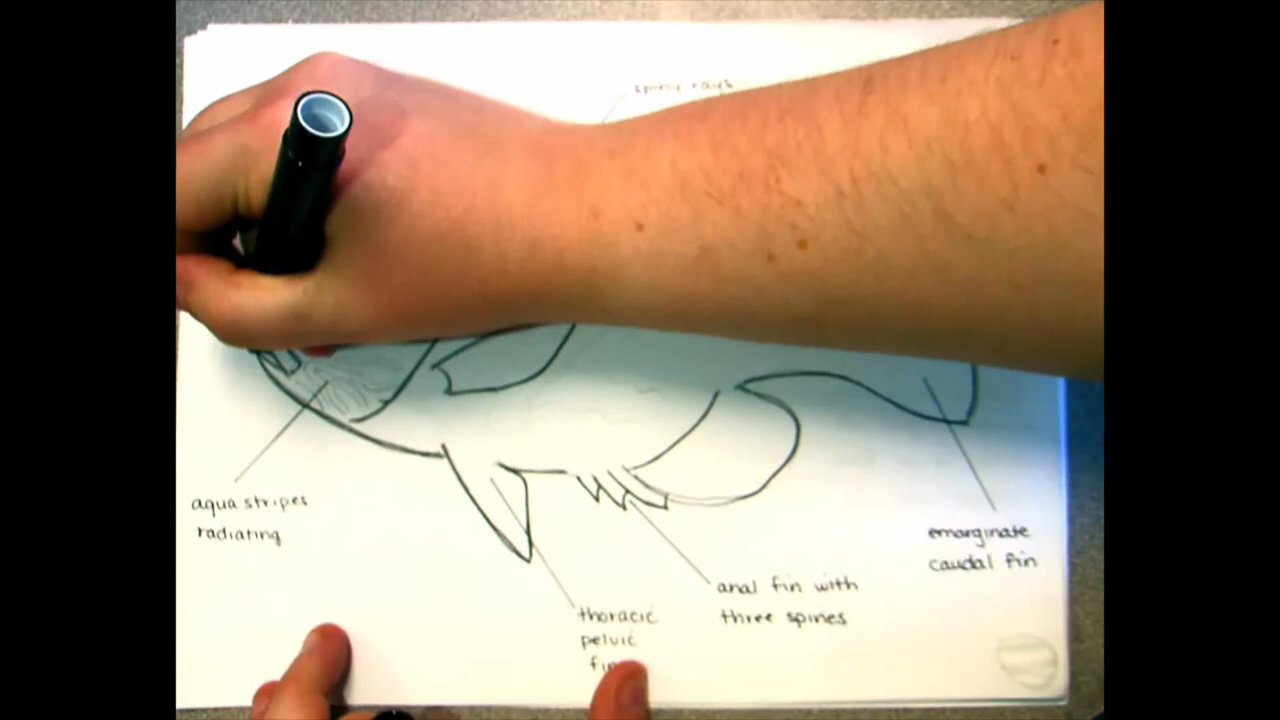 spiny rays
aqua stripes
radiating
emarginate
caudal fin
anal fin with
three spines
thoracic
pelvic